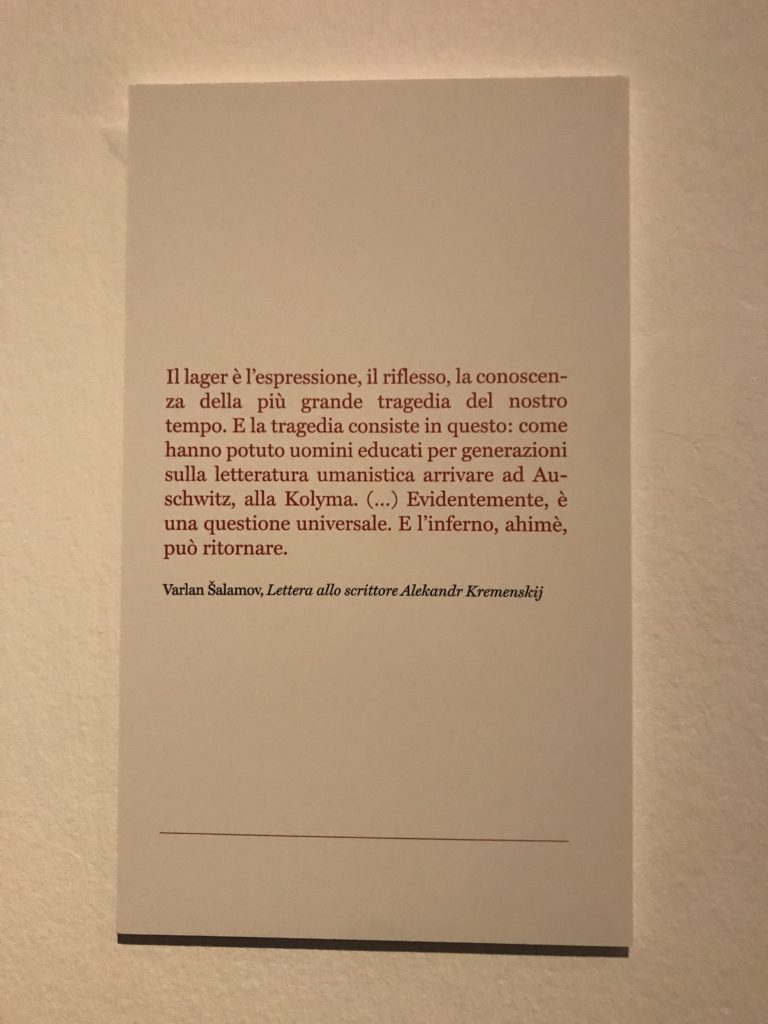 Il lager è l'espressione, il riflesso, la conoscen-
za della più grande tragedia del nostro
tempo. E la tragedia consiste in questo: come
hanno potuto uomini educati per generazioni
sulla letteratura umanistica arrivare ad Au-
schwitz, alla Kolyma. (...) Evidentemente, è
una questione universale. E l'inferno, ahimè,
può ritornare.
Varlan Šalamov, Lettera allo scrittore Alekandr Kremenskij